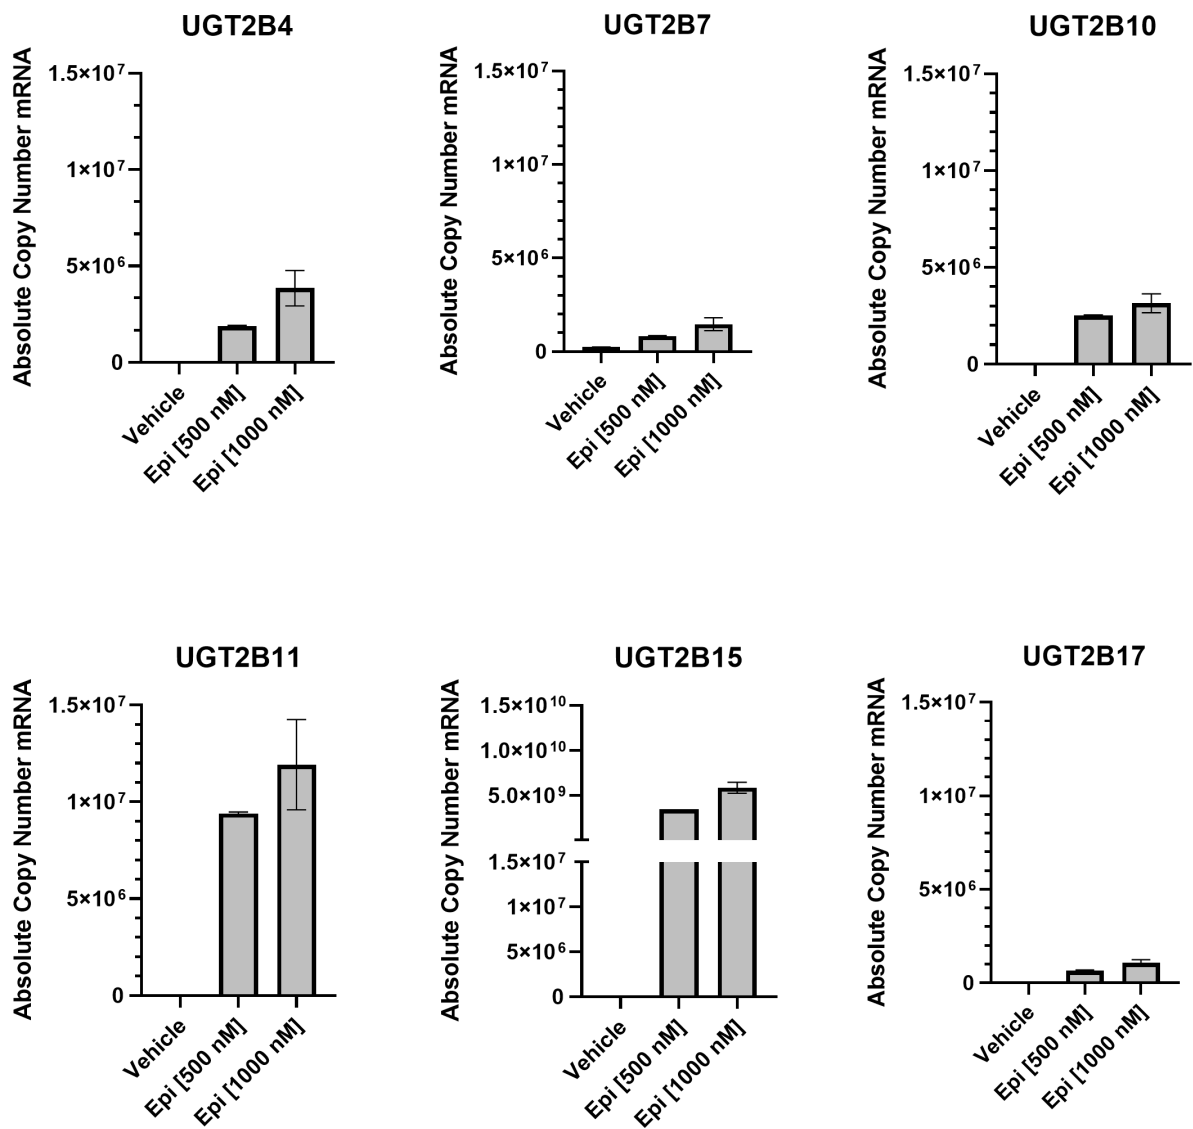 UGT2B4
Absolute Copy Number mRNA
1.5×10⁷
1×10⁷
5×10⁶
0
Vehicle
Epi [500 nM]
Epi [1000 nM]
UGT2B7
Absolute Copy Number mRNA
1.5×10⁷
1×10⁷
5×10⁶
0
Vehicle
Epi [500 nM]
Epi [1000 nM]
UGT2B10
Absolute Copy Number mRNA
1.5×10⁷
1×10⁷
5×10⁶
0
Vehicle
Epi [500 nM]
Epi [1000 nM]
UGT2B11
Absolute Copy Number mRNA
1.5×10⁷
1×10⁷
5×10⁶
0
Vehicle
Epi [500 nM]
Epi [1000 nM]
UGT2B15
Absolute Copy Number mRNA
1.5×10¹⁰
1.0×10¹⁰
5.0×10⁹
1.5×10⁷
1×10⁷
5×10⁶
0
Vehicle
Epi [500 nM]
Epi [1000 nM]
UGT2B17
Absolute Copy Number mRNA
1.5×10⁷
1×10⁷
5×10⁶
0
Vehicle
Epi [500 nM]
Epi [1000 nM]